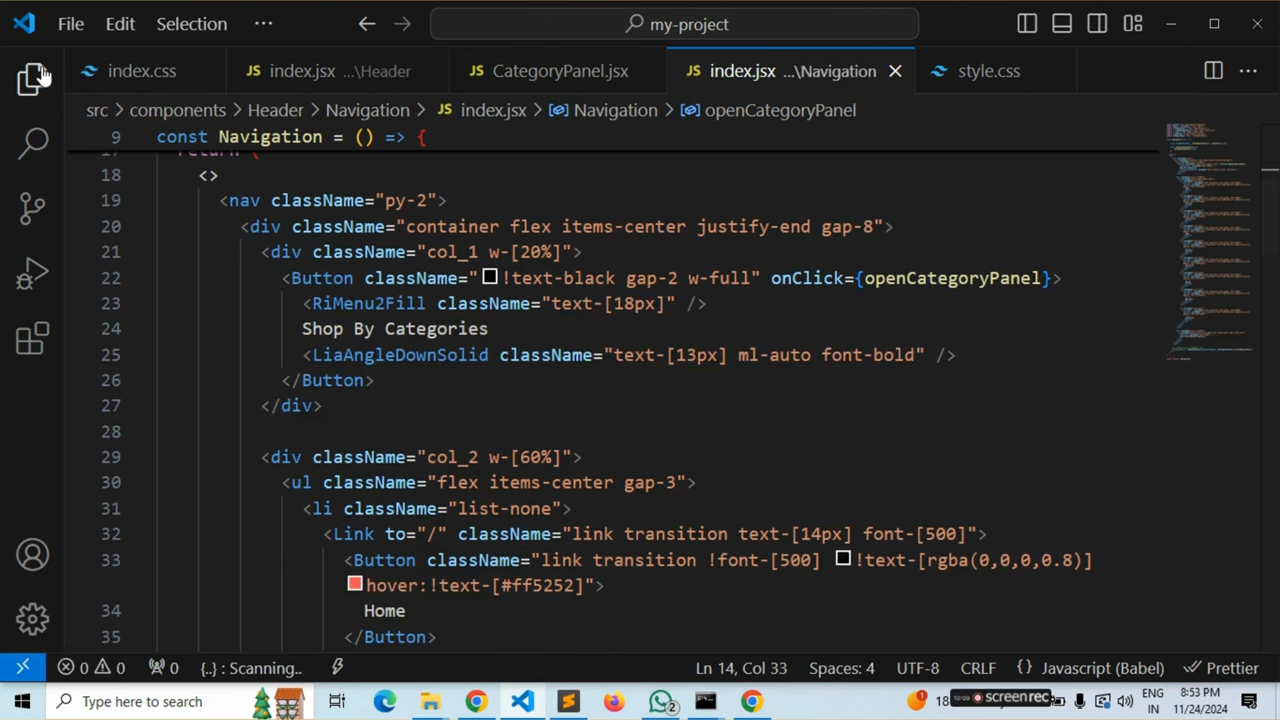 File Edit Selection ··· my-project
index.css index.jsx ...\Header CategoryPanel.jsx index.jsx ...\Navigation style.css
src > components > Header > Navigation > JS index.jsx > Navigation > openCategoryPanel
9 const Navigation = () => {
18 <>
19 <nav className="py-2">
20 <div className="container flex items-center justify-end gap-8">
21 <div className="col_1 w-[20%]">
22 <Button className="!text-black gap-2 w-full" onClick={openCategoryPanel}>
23 <RiMenu2Fill className="text-[18px]" />
24 Shop By Categories
25 <LiaAngleDownSolid className="text-[13px] ml-auto font-bold" />
26 </Button>
27 </div>
28
29 <div className="col_2 w-[60%]">
30 <ul className="flex items-center gap-3">
31 <li className="list-none">
32 <Link to="/" className="link transition text-[14px] font-[500]">
33 <Button className="link transition !font-[500] !text-[rgba(0,0,0,0.8)]
hover:!text-[#ff5252]">
34 Home
35 </Button>
0 0 0 {..} : Scanning.. Ln 14, Col 33 Spaces: 4 UTF-8 CRLF {} Javascript (Babel) Prettier
Type here to search 2 18 10:09 screenrec ENG 8:53 PM
IN 11/24/2024